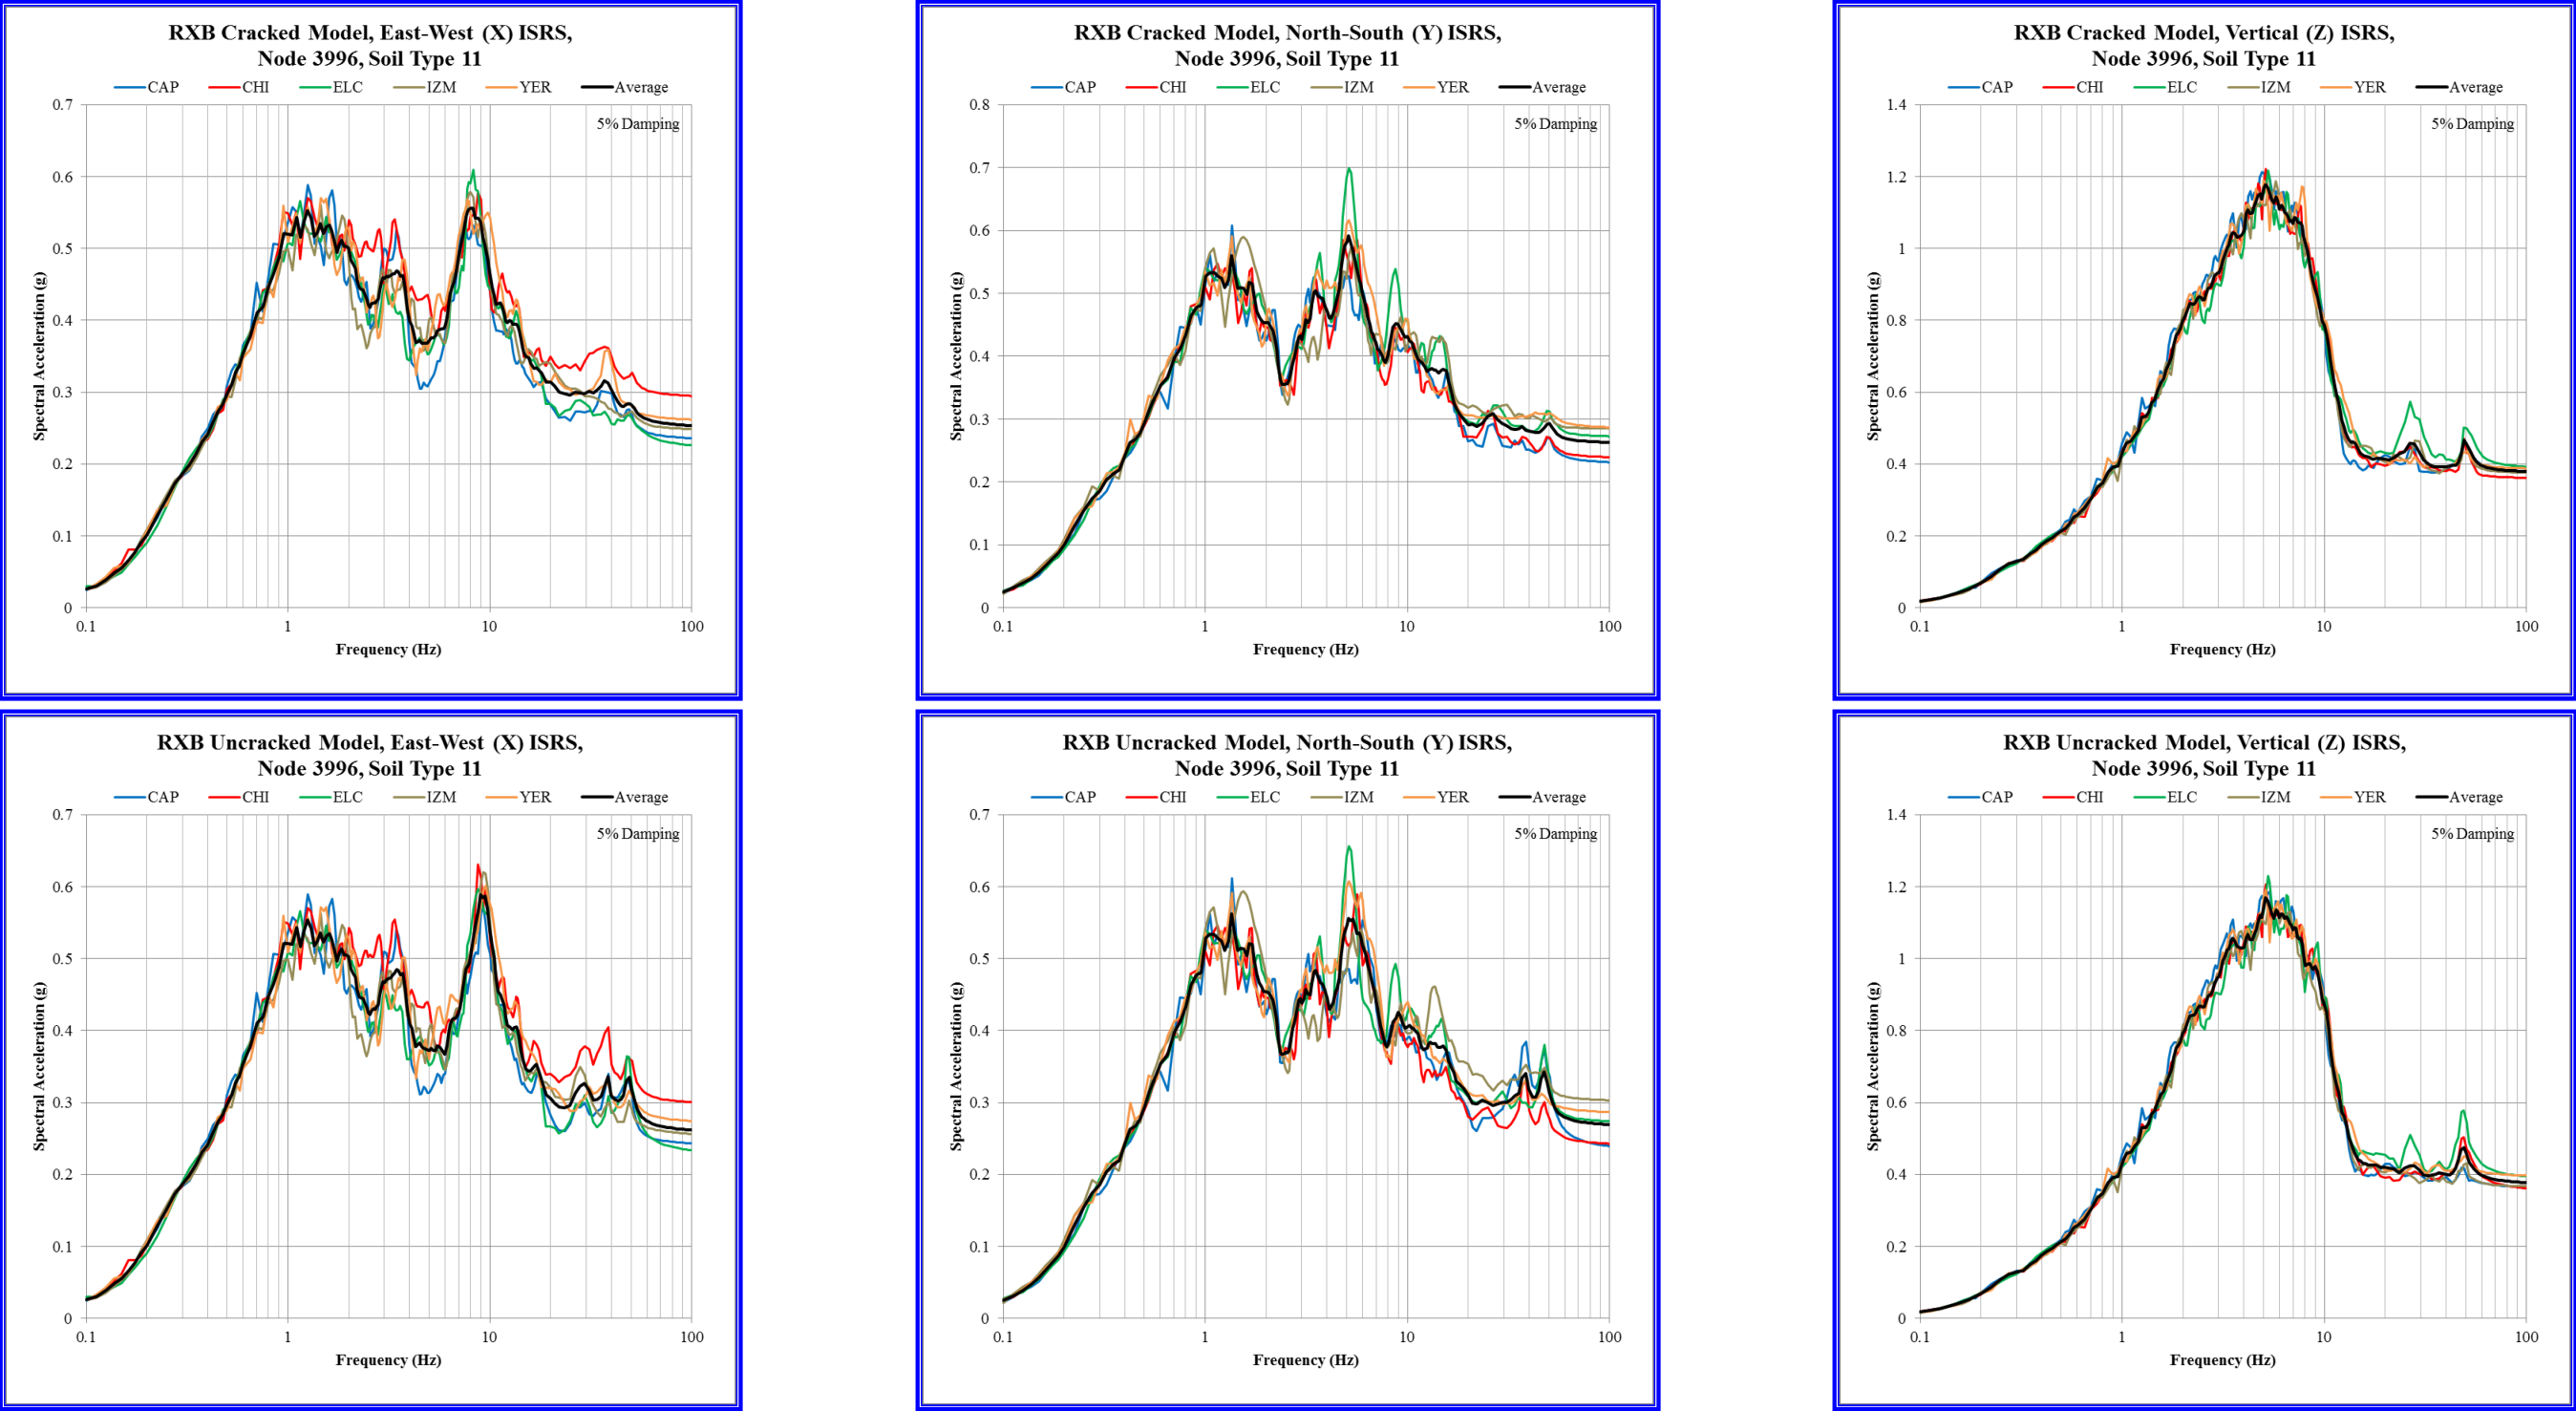 RXB Cracked Model, East-West (X) ISRS,
Node 3996, Soil Type 11
CAP CHI ELC IZM YER Average
5% Damping
0.7
0.6
0.5
0.4
0.3
0.2
0.1
0
Spectral Acceleration (g)
0.1 1 10 100
Frequency (Hz)
RXB Cracked Model, North-South (Y) ISRS,
Node 3996, Soil Type 11
CAP CHI ELC IZM YER Average
5% Damping
0.8
0.7
0.6
0.5
0.4
0.3
0.2
0.1
0
Spectral Acceleration (g)
0.1 1 10 100
Frequency (Hz)
RXB Cracked Model, Vertical (Z) ISRS,
Node 3996, Soil Type 11
CAP CHI ELC IZM YER Average
5% Damping
1.4
1.2
1
0.8
0.6
0.4
0.2
0
Spectral Acceleration (g)
0.1 1 10 100
Frequency (Hz)
RXB Uncracked Model, East-West (X) ISRS,
Node 3996, Soil Type 11
CAP CHI ELC IZM YER Average
5% Damping
0.7
0.6
0.5
0.4
0.3
0.2
0.1
0
Spectral Acceleration (g)
0.1 1 10 100
Frequency (Hz)
RXB Uncracked Model, North-South (Y) ISRS,
Node 3996, Soil Type 11
CAP CHI ELC IZM YER Average
5% Damping
0.7
0.6
0.5
0.4
0.3
0.2
0.1
0
Spectral Acceleration (g)
0.1 1 10 100
Frequency (Hz)
RXB Uncracked Model, Vertical (Z) ISRS,
Node 3996, Soil Type 11
CAP CHI ELC IZM YER Average
5% Damping
1.4
1.2
1
0.8
0.6
0.4
0.2
0
Spectral Acceleration (g)
0.1 1 10 100
Frequency (Hz)